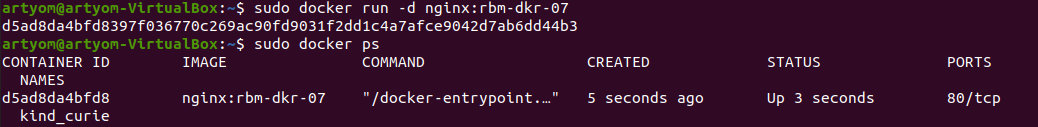 artyom@artyom-VirtualBox:~$ sudo docker run -d nginx:rbm-dkr-07
d5ad8da4bfd8397f036770c269ac90fd9031f2dd1c4a7afce9042d7ab6dd44b3
artyom@artyom-VirtualBox:~$ sudo docker ps
CONTAINER ID   IMAGE   COMMAND   CREATED   STATUS   PORTS
NAMES
d5ad8da4bfd8   nginx:rbm-dkr-07   "/docker-entrypoint.…"   5 seconds ago   Up 3 seconds   80/tcp
kind_curie